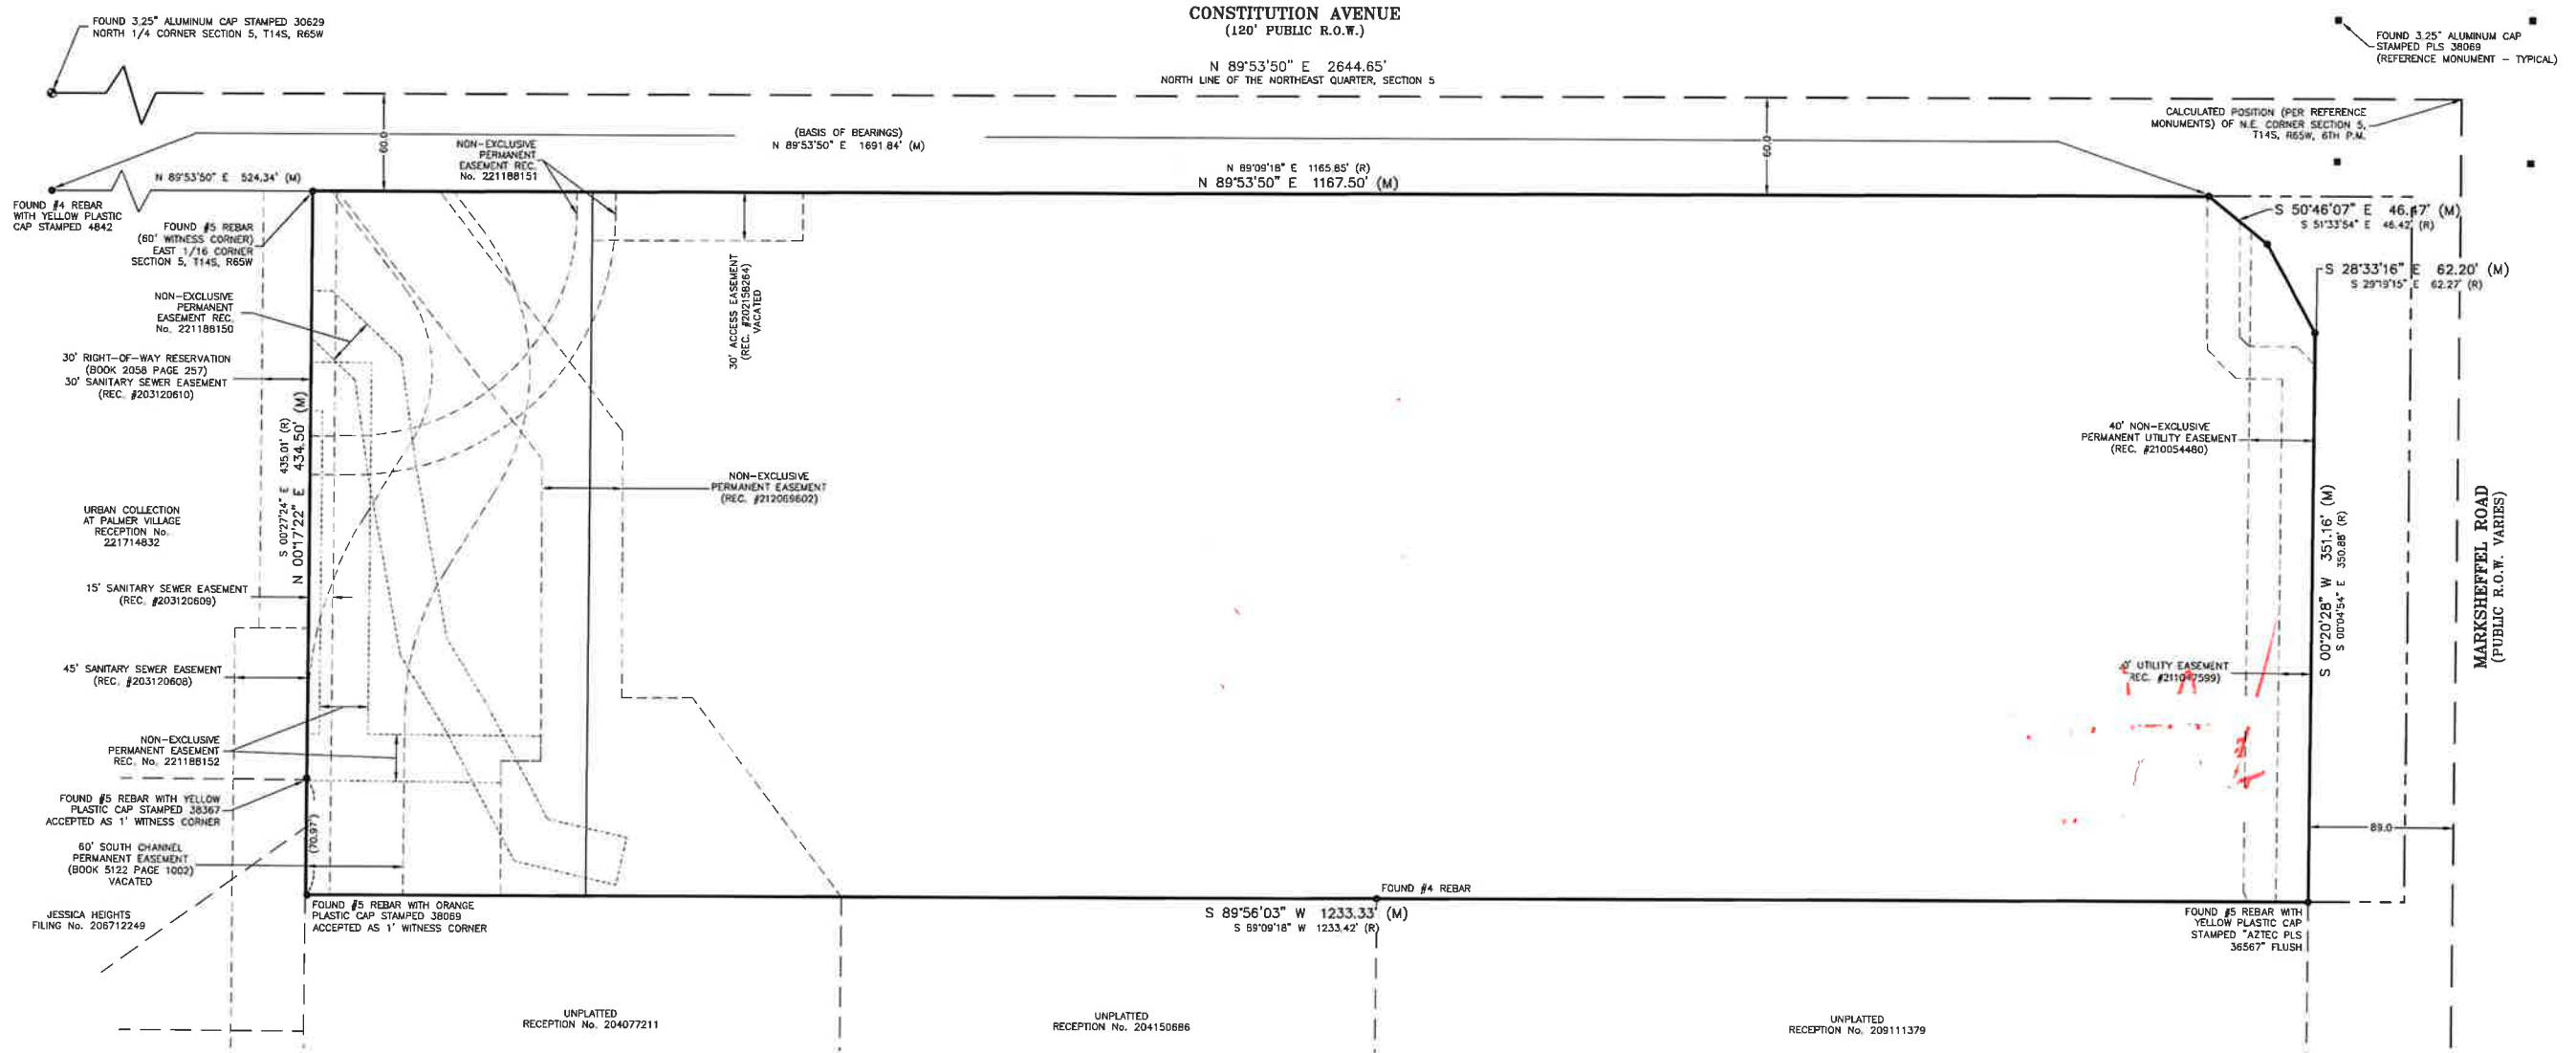 CONSTITUTION AVENUE
(120' PUBLIC R.O.W.)
N 89°53'50" E 2644.65'
NORTH LINE OF THE NORTHEAST QUARTER, SECTION 5
FOUND 3.25" ALUMINUM CAP STAMPED 30629
NORTH 1/4 CORNER SECTION 5, T14S, R65W
FOUND 3.25" ALUMINUM CAP
STAMPED PLS 38069
(REFERENCE MONUMENT - TYPICAL)
CALCULATED POSITION (PER REFERENCE
MONUMENTS) OF N.E. CORNER SECTION 5,
T14S, R65W, 6TH P.M.
60.0
60.0
(BASIS OF BEARINGS)
N 89°53'50" E 1691.84' (M)
NON-EXCLUSIVE
PERMANENT
EASEMENT REC.
No. 221188151
N 89°09'18" E 1165.85' (R)
N 89°53'50" E 1167.50' (M)
N 89°53'50" E 524.34' (M)
FOUND #4 REBAR
WITH YELLOW PLASTIC
CAP STAMPED 4842
FOUND #5 REBAR
(60' WITNESS CORNER)
EAST 1/16 CORNER
SECTION 5, T14S, R65W
S 50°46'07" E 46.47' (M)
S 51°33'54" E 46.42' (R)
S 28°33'16" E 62.20' (M)
S 29°19'15" E 62.27' (R)
30' ACCESS EASEMENT
(REC. #202158264)
VACATED
NON-EXCLUSIVE
PERMANENT
EASEMENT REC.
No. 221188150
30' RIGHT-OF-WAY RESERVATION
(BOOK 2058 PAGE 257)
30' SANITARY SEWER EASEMENT
(REC. #203120610)
S 00°27'24" E 435.01' (R)
N 00°17'22" E 434.50' (M)
40' NON-EXCLUSIVE
PERMANENT UTILITY EASEMENT
(REC. #210054480)
NON-EXCLUSIVE
PERMANENT EASEMENT
(REC. #212069602)
URBAN COLLECTION
AT PALMER VILLAGE
RECEPTION No.
221714832
S 00°20'28" W 351.16' (M)
S 00°04'54" E 350.88' (R)
MARKSHEFFEL ROAD
(PUBLIC R.O.W. VARIES)
15' SANITARY SEWER EASEMENT
(REC. #203120609)
45' SANITARY SEWER EASEMENT
(REC. #203120608)
UTILITY EASEMENT
REC. #211047599)
NON-EXCLUSIVE
PERMANENT EASEMENT
REC. No. 221188152
FOUND #5 REBAR WITH YELLOW
PLASTIC CAP STAMPED 38367
ACCEPTED AS 1' WITNESS CORNER
(70.97')
89.0
60' SOUTH CHANNEL
PERMANENT EASEMENT
(BOOK 5122 PAGE 1002)
VACATED
JESSICA HEIGHTS
FILING No. 206712249
FOUND #5 REBAR WITH ORANGE
PLASTIC CAP STAMPED 38069
ACCEPTED AS 1' WITNESS CORNER
FOUND #4 REBAR
S 89°56'03" W 1233.33' (M)
S 89°09'18" W 1233.42' (R)
FOUND #5 REBAR WITH
YELLOW PLASTIC CAP
STAMPED "AZTEC PLS
36567" FLUSH
UNPLATTED
RECEPTION No. 204077211
UNPLATTED
RECEPTION No. 204150686
UNPLATTED
RECEPTION No. 209111379